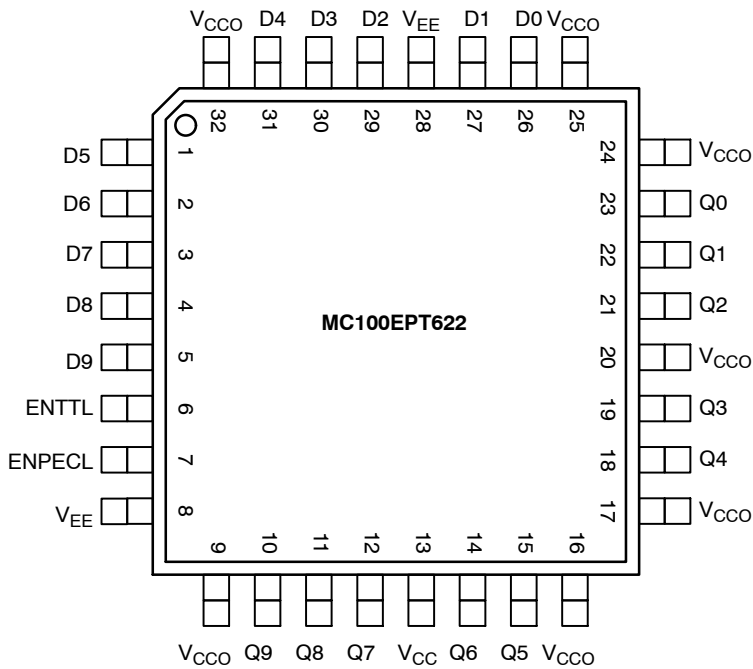 VCCO D4 D3 D2 VEE D1 D0 VCCO
32 31 30 29 28 27 26 25
D5 1 24 VCCO
D6 2 23 Q0
D7 3 22 Q1
D8 4 MC100EPT622 21 Q2
D9 5 20 VCCO
ENTTL 6 19 Q3
ENPECL 7 18 Q4
VEE 8 17 VCCO
9 10 11 12 13 14 15 16
VCCO Q9 Q8 Q7 VCC Q6 Q5 VCCO